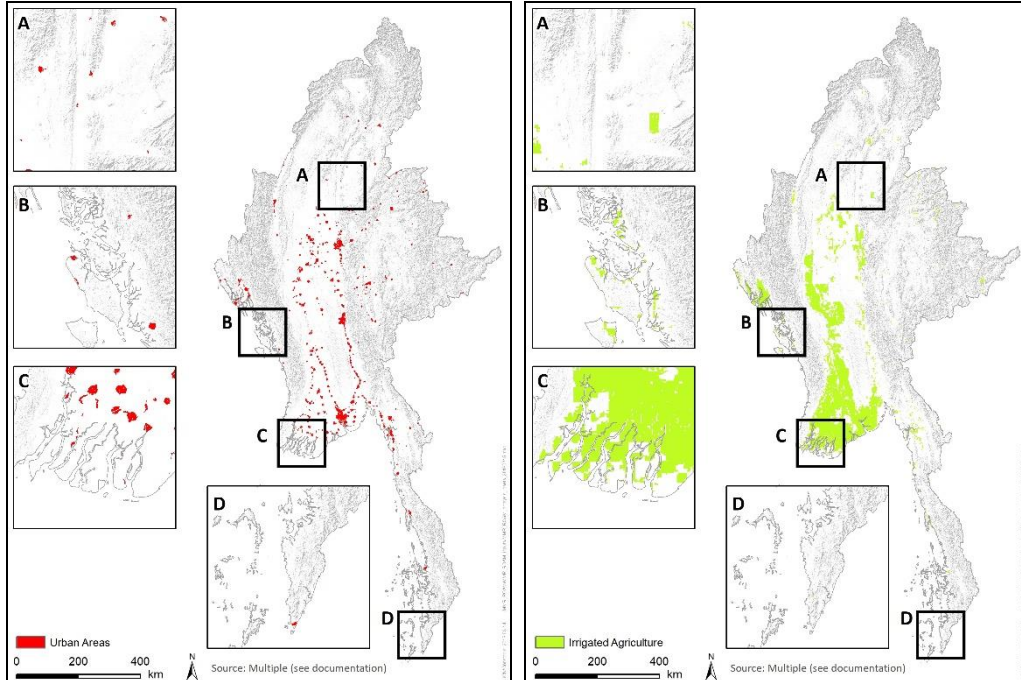 A
A
B
B
C
C
D
D
Urban Areas
0 200 400
km
N
Source: Multiple (see documentation)
A
A
B
B
C
C
D
D
Irrigated Agriculture
0 200 400
km
N
Source: Multiple (see documentation)